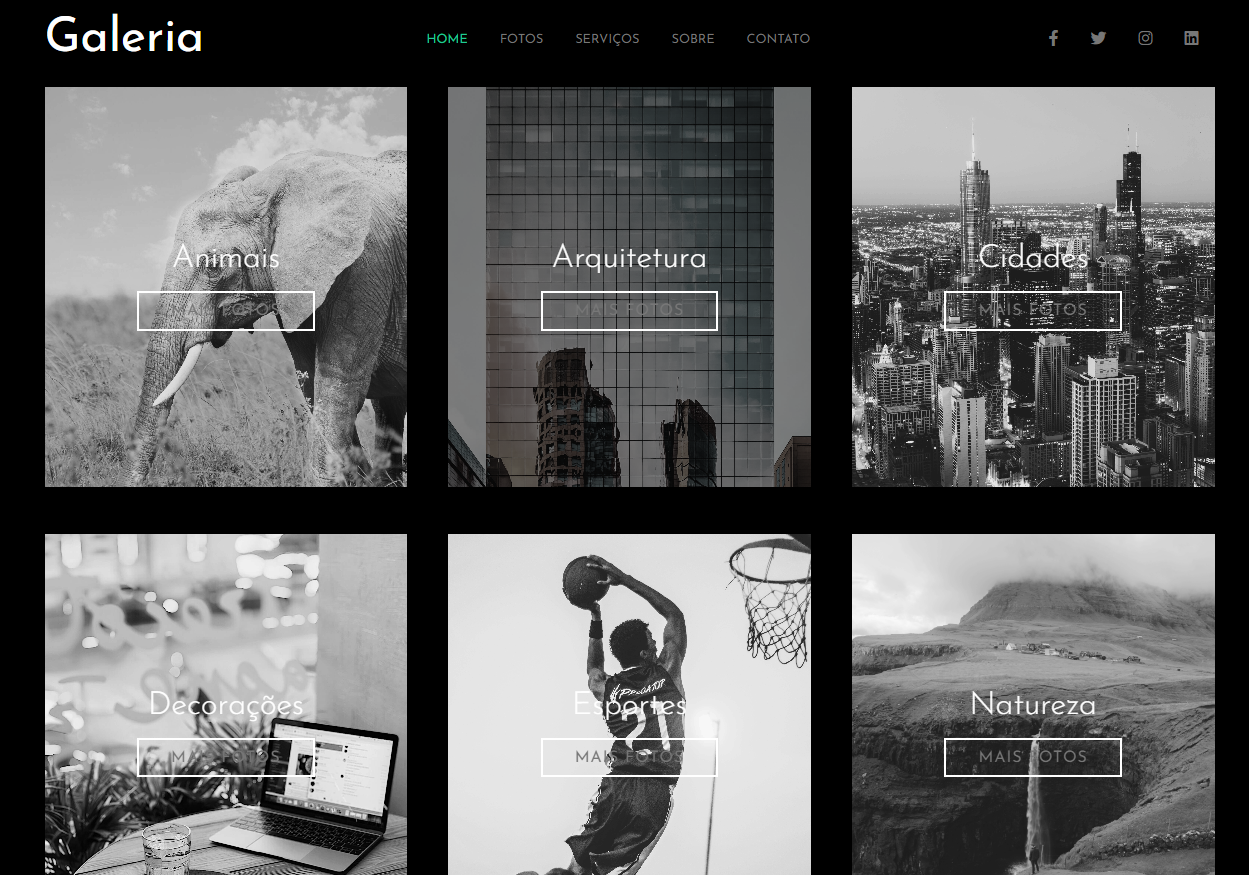 Galeria
HOME FOTOS SERVIÇOS SOBRE CONTATO
Animais
MAIS FOTOS
Arquitetura
MAIS FOTOS
Cidades
MAIS FOTOS
Decorações
MAIS FOTOS
Esportes
MAIS FOTOS
Natureza
MAIS FOTOS
21